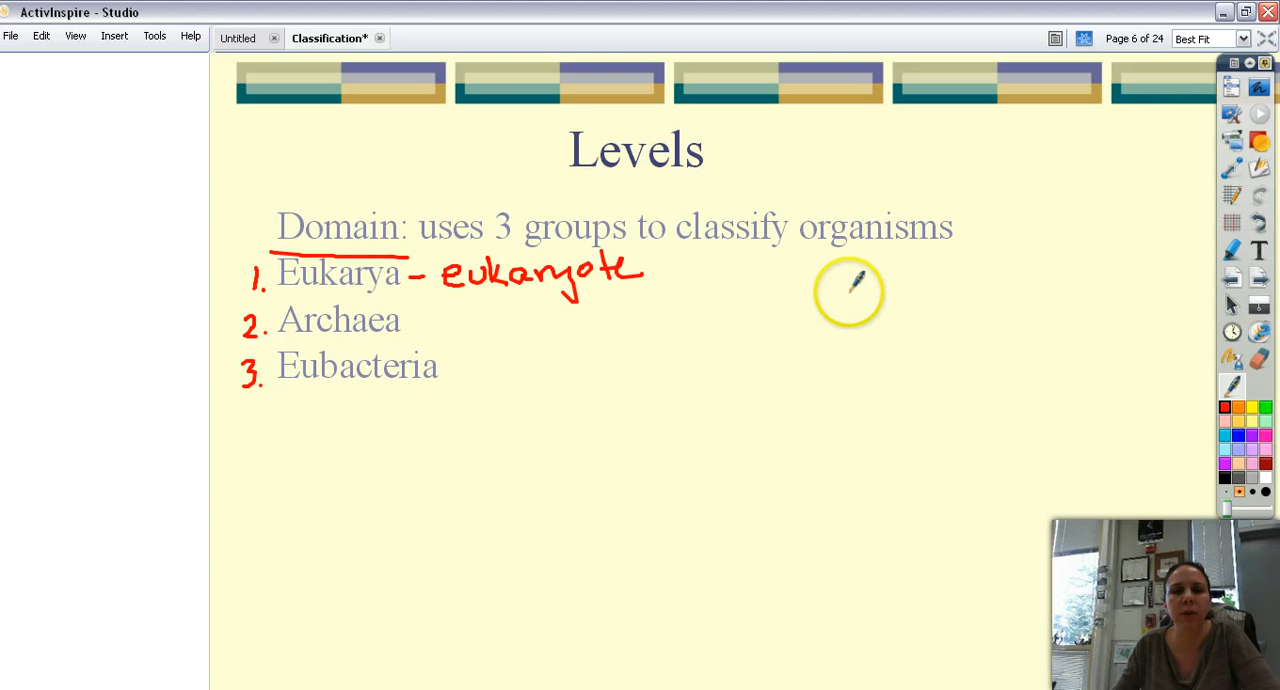 ActivInspire - Studio
File Edit View Insert Tools Help
Untitled Classification* Page 6 of 24 Best Fit
Levels
Domain: uses 3 groups to classify organisms
1. Eukarya - eukaryote
2. Archaea
3. Eubacteria
T